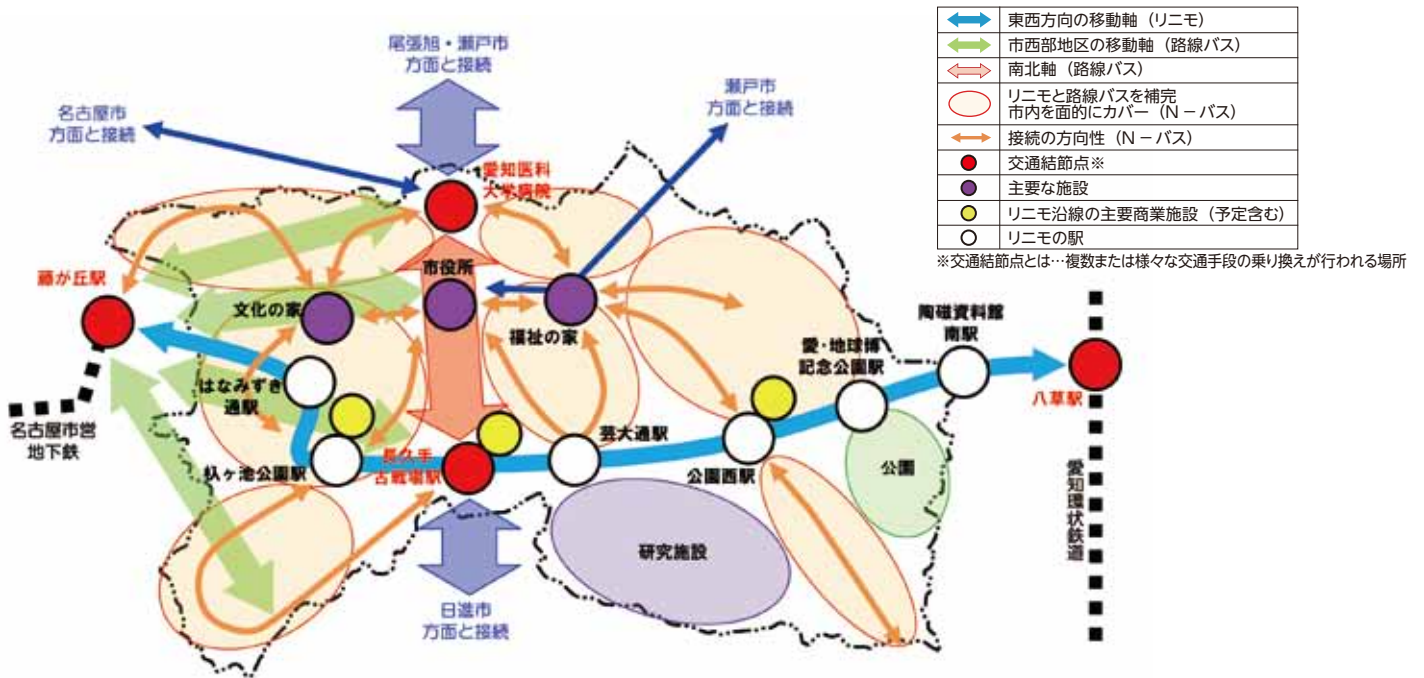 東西方向の移動軸（リニモ）
市西部地区の移動軸（路線バス）
南北軸（路線バス）
リニモと路線バスを補完
市内を面的にカバー（N－バス）
接続の方向性（N－バス）
交通結節点※
主要な施設
リニモ沿線の主要商業施設（予定含む）
リニモの駅
※交通結節点とは…複数または様々な交通手段の乗り換えが行われる場所
尾張旭・瀬戸市
方面と接続
名古屋市
方面と接続
瀬戸市
方面と接続
愛知医科
大学病院
藤が丘駅
市役所
文化の家
福祉の家
陶磁資料館
南駅
愛・地球博
記念公園駅
はなみずき
通駅
八草駅
名古屋市営
地下鉄
杁ヶ池公園駅
長久手
古戦場駅
芸大通駅
公園西駅
公園
愛知環状鉄道
研究施設
日進市
方面と接続